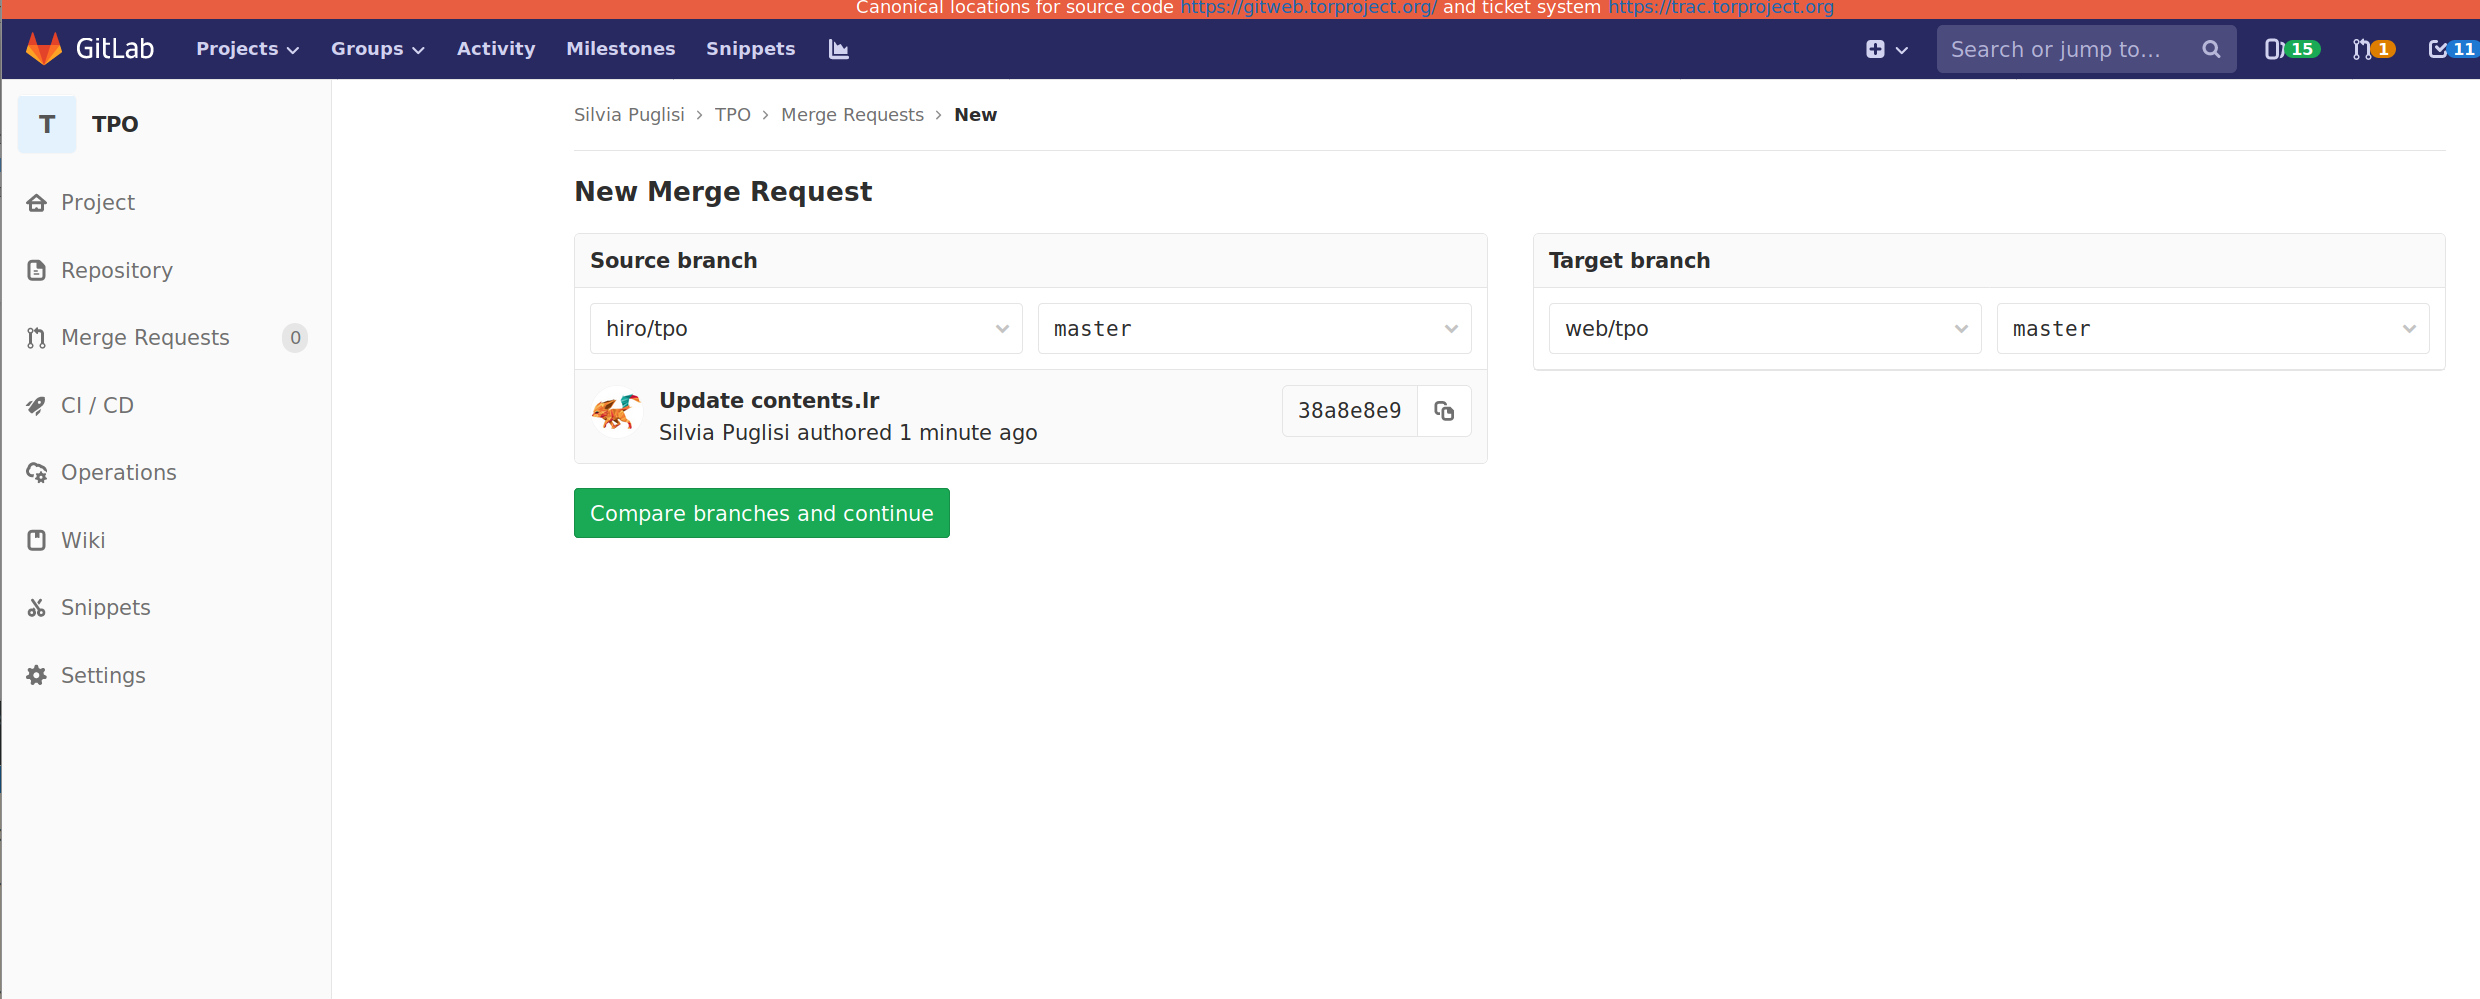 Canonical locations for source code https://gitweb.torproject.org/ and ticket system https://trac.torproject.org
GitLab Projects Groups Activity Milestones Snippets Search or jump to... 15 1 11
T TPO
Project
Repository
Merge Requests 0
CI / CD
Operations
Wiki
Snippets
Settings
Silvia Puglisi › TPO › Merge Requests › New
New Merge Request
Source branch
hiro/tpo master
Update contents.lr
Silvia Puglisi authored 1 minute ago
38a8e8e9
Target branch
web/tpo master
Compare branches and continue